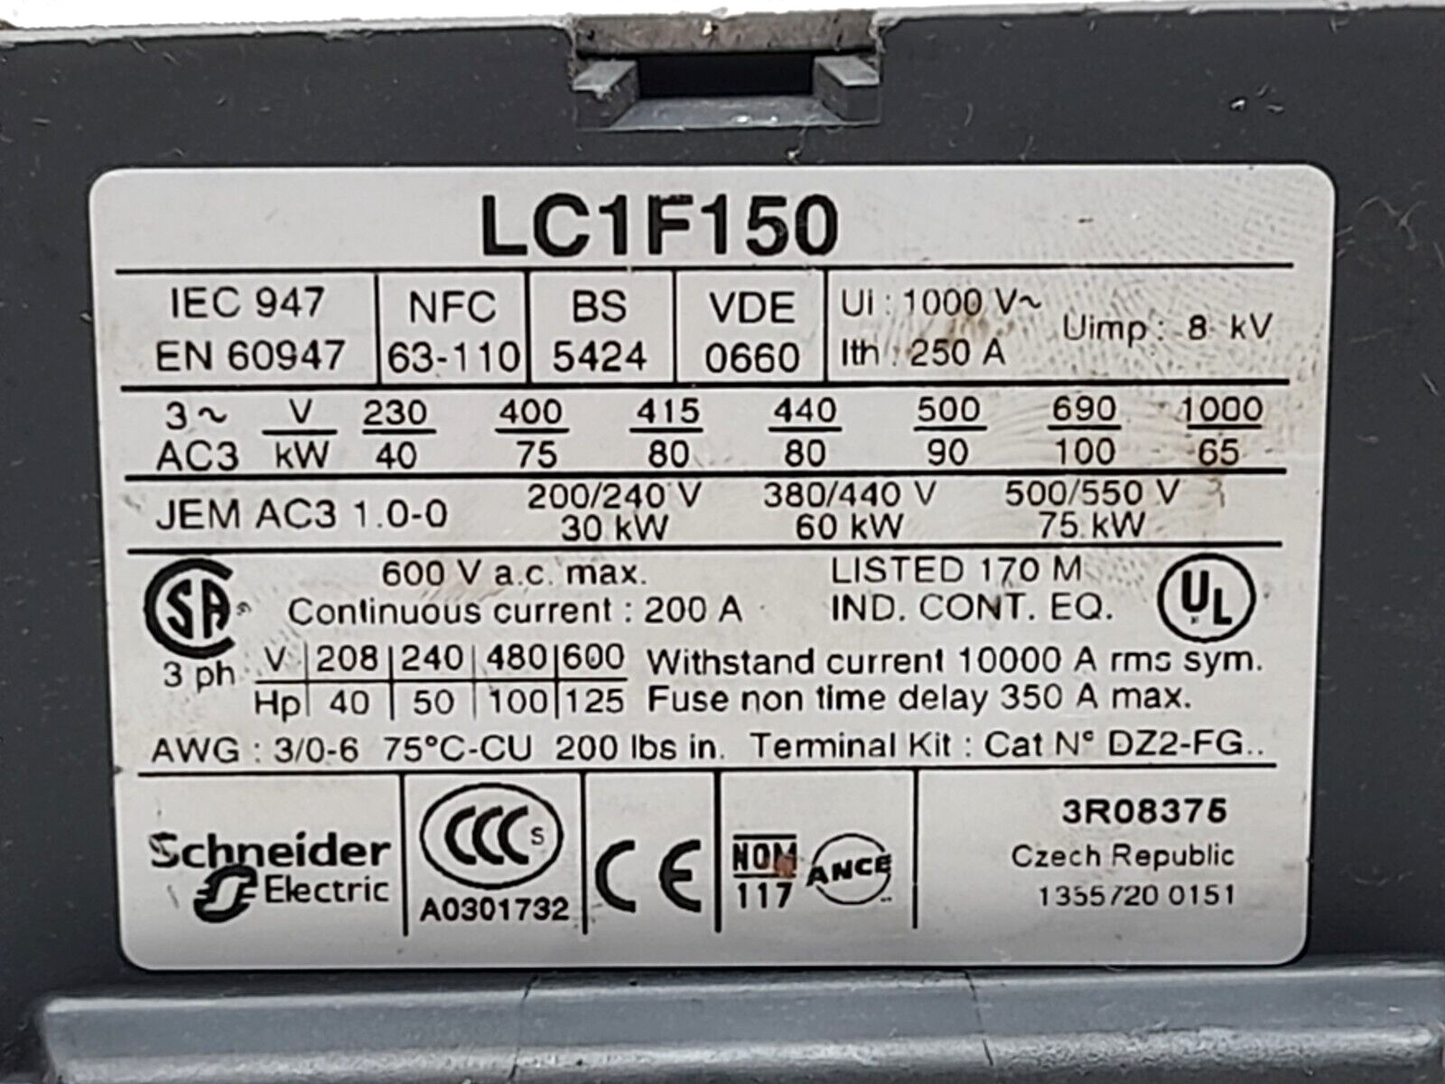 LC1F150
IEC 947 NFC BS VDE Ui : 1000 V~ Uimp : 8 kV
EN 60947 63-110 5424 0660 Ith : 250 A
3~ V 230 400 415 440 500 690 1000
AC3 kW 40 75 80 80 90 100 65
JEM AC3 1.0-0 200/240 V 380/440 V 500/550 V
30 kW 60 kW 75 kW
SA 600 V a.c. max. LISTED 170 M UL
Continuous current : 200 A IND. CONT. EQ.
3 ph V 208 240 480 600 Withstand current 10000 A rms sym.
Hp 40 50 100 125 Fuse non time delay 350 A max.
AWG : 3/0-6 75°C-CU 200 lbs in. Terminal Kit : Cat N° DZ2-FG..
Schneider Electric
CCC S
A0301732
CE
NOM
117
ANCE
3R08375
Czech Republic
1355720 0151